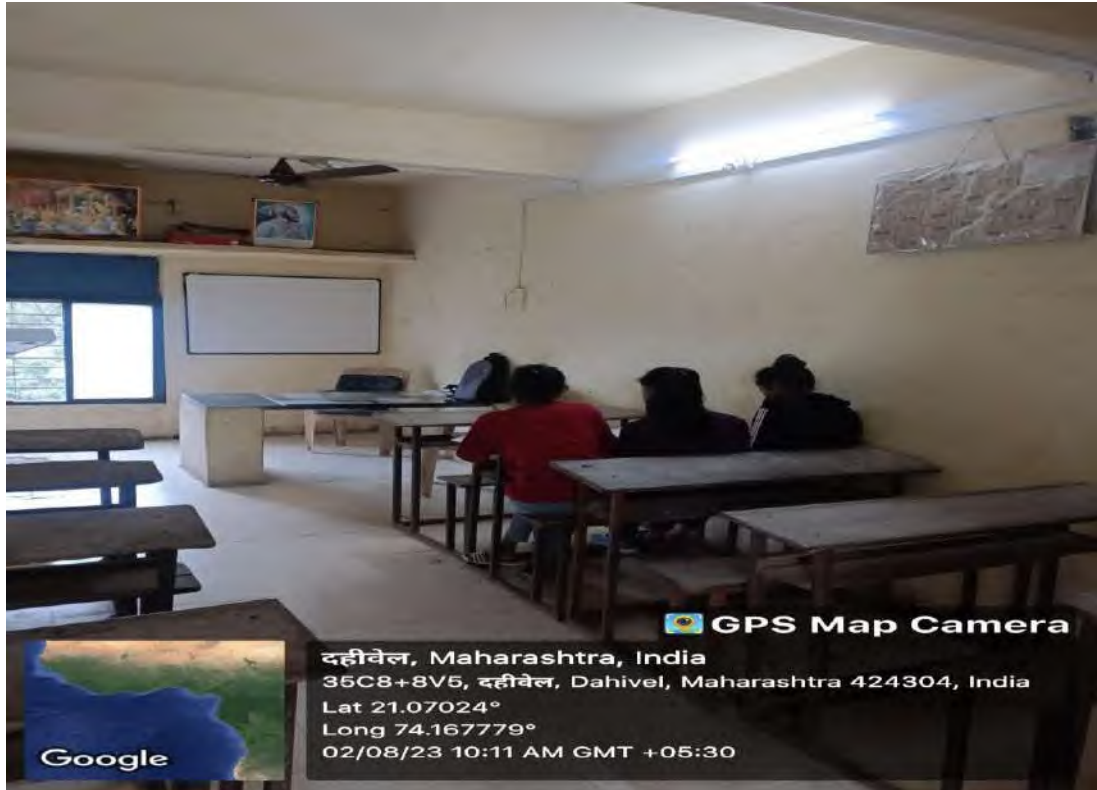 GPS Map Camera
दहीवेल, Maharashtra, India
35C8+8V5, दहीवेल, Dahivel, Maharashtra 424304, India
Lat 21.07024°
Long 74.167779°
02/08/23 10:11 AM GMT +05:30
Google